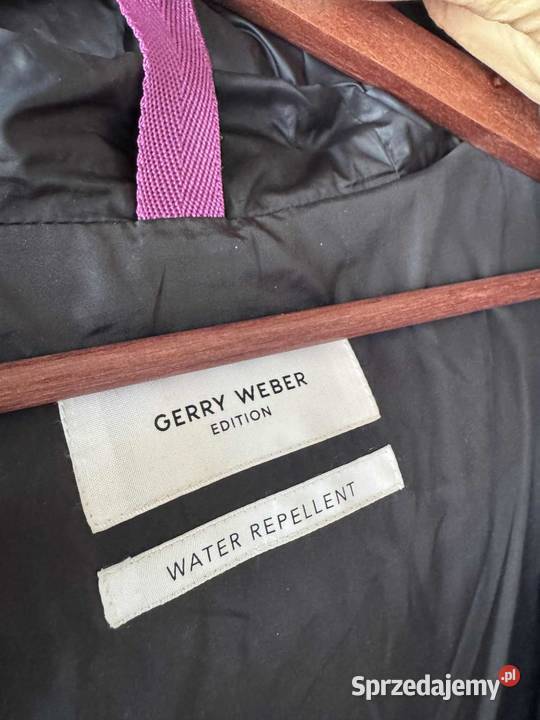 GERRY WEBER
EDITION
WATER REPELLENT
Sprzedajemy.pl